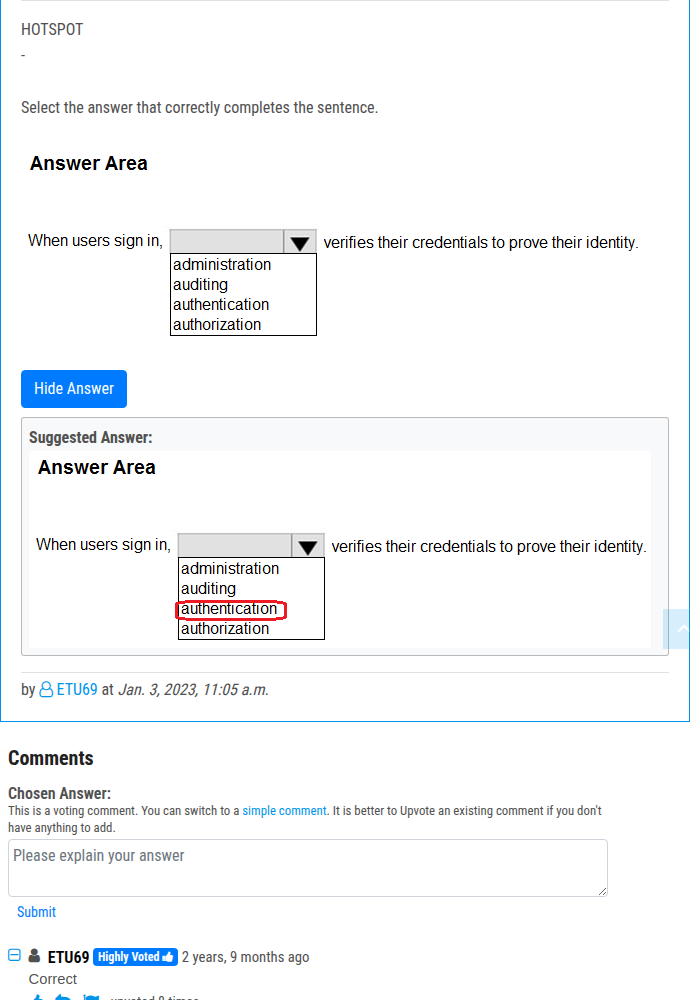 HOTSPOT
-
Select the answer that correctly completes the sentence.
Answer Area
When users sign in, verifies their credentials to prove their identity.
administration
auditing
authentication
authorization
Hide Answer
Suggested Answer:
Answer Area
When users sign in, verifies their credentials to prove their identity.
administration
auditing
authentication
authorization
by ETU69 at Jan. 3, 2023, 11:05 a.m.
Comments
Chosen Answer:
This is a voting comment. You can switch to a simple comment. It is better to Upvote an existing comment if you don't
have anything to add.
Please explain your answer
Submit
ETU69 Highly Voted 2 years, 9 months ago
Correct
upvoted 8 times